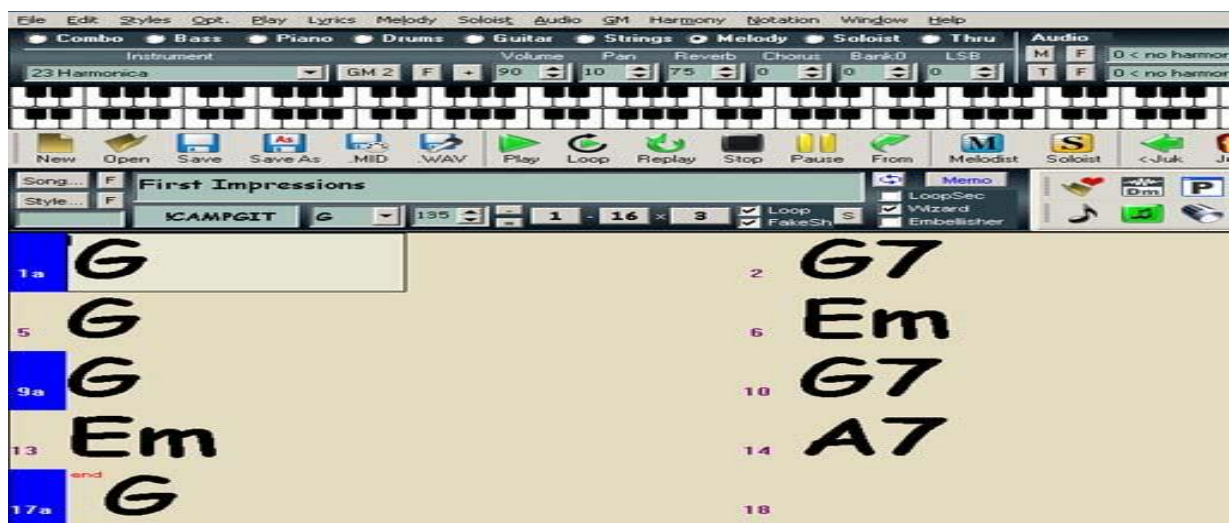 File Edit Styles Opt. Play Lyrics Melody Soloist Audio GM Harmony Notation Window Help
Combo Bass Piano Drums Guitar Strings Melody Soloist Thru Audio
Instrument Volume Pan Reverb Chorus Bank0 LSB M F 0 < no harmon
23 Harmonica GM 2 F + 90 10 75 0 0 0 T F 0 < no harmon
New Open Save As Save As .MID .WAV Play Loop Replay Stop Pause From M Melodist S Soloist <Juk
Song... F First Impressions Memo Dm P
Style... F LoopSec
!CAMPGIT G 135 1 - 16 x 3 Loop S Wizard
FakeSh Embellisher
1a G 2 G7
5 G 6 Em
9a G 10 G7
13 Em 14 A7
end
17a G 18